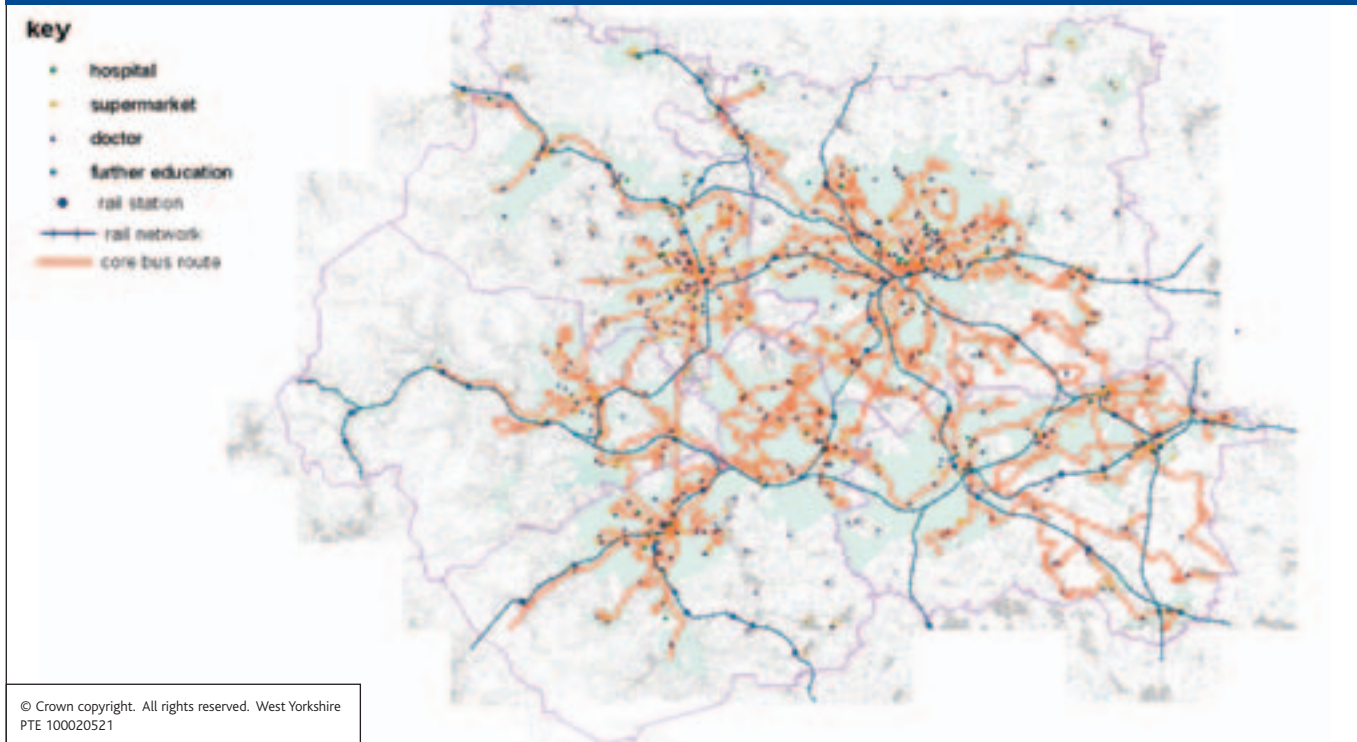 key
hospital
supermarket
doctor
further education
rail station
rail network
core bus route
© Crown copyright. All rights reserved. West Yorkshire
PTE 100020521